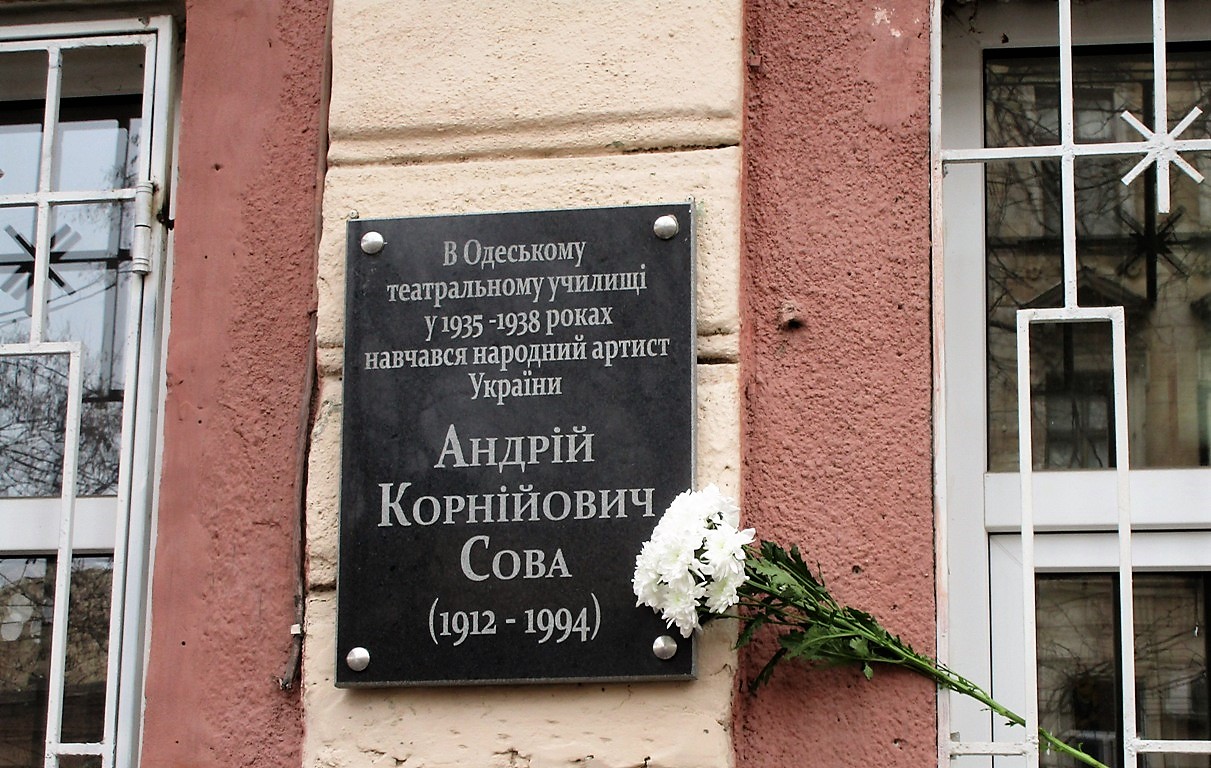 В Одеському
театральному училищі
у 1935 -1938 роках
навчався народний артист
України
Андрій
Корнійович
Сова
(1912 - 1994)